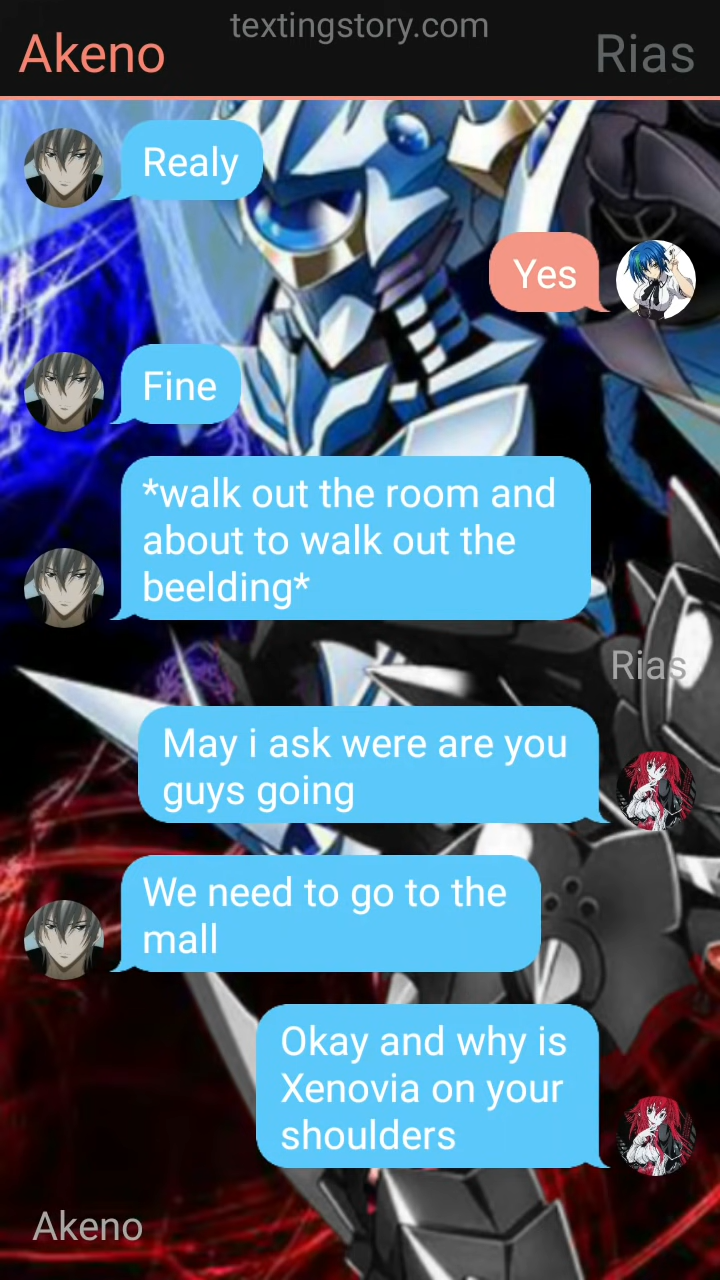 textingstory.com
Akeno
Rias
Realy
Yes
Fine
*walk out the room and
about to walk out the
beelding*
Rias
May i ask were are you
guys going
We need to go to the
mall
Okay and why is
Xenovia on your
shoulders
Akeno